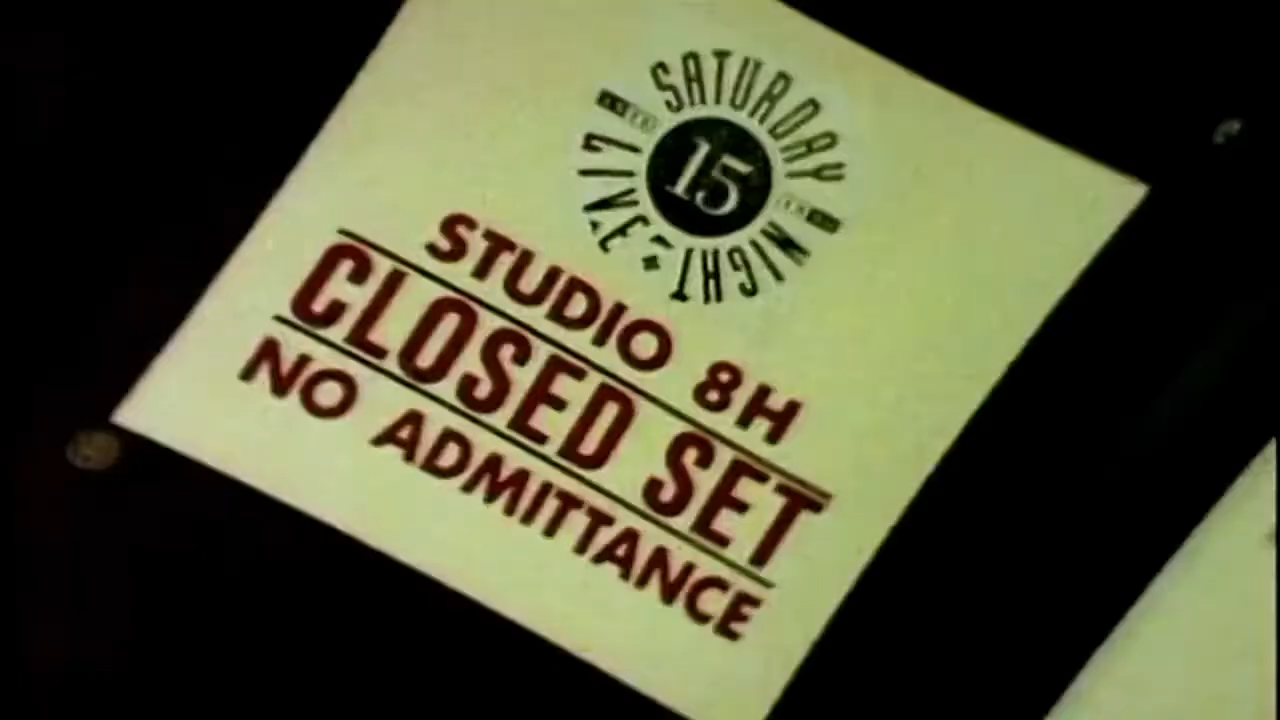 SATURDAY
NIGHT
LIVE
15
STUDIO 8H
CLOSED SET
NO ADMITTANCE